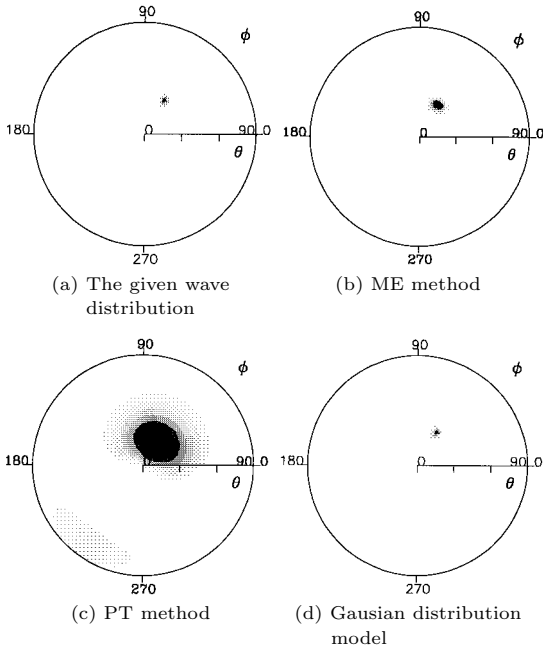 90
φ
180
0
90
0
θ
270
(a) The given wave
distribution
90
φ
180
0
90
0
θ
270
(b) ME method
90
φ
180
0
90
0
θ
270
(c) PT method
90
φ
180
0
90
0
θ
270
(d) Gausian distribution
model